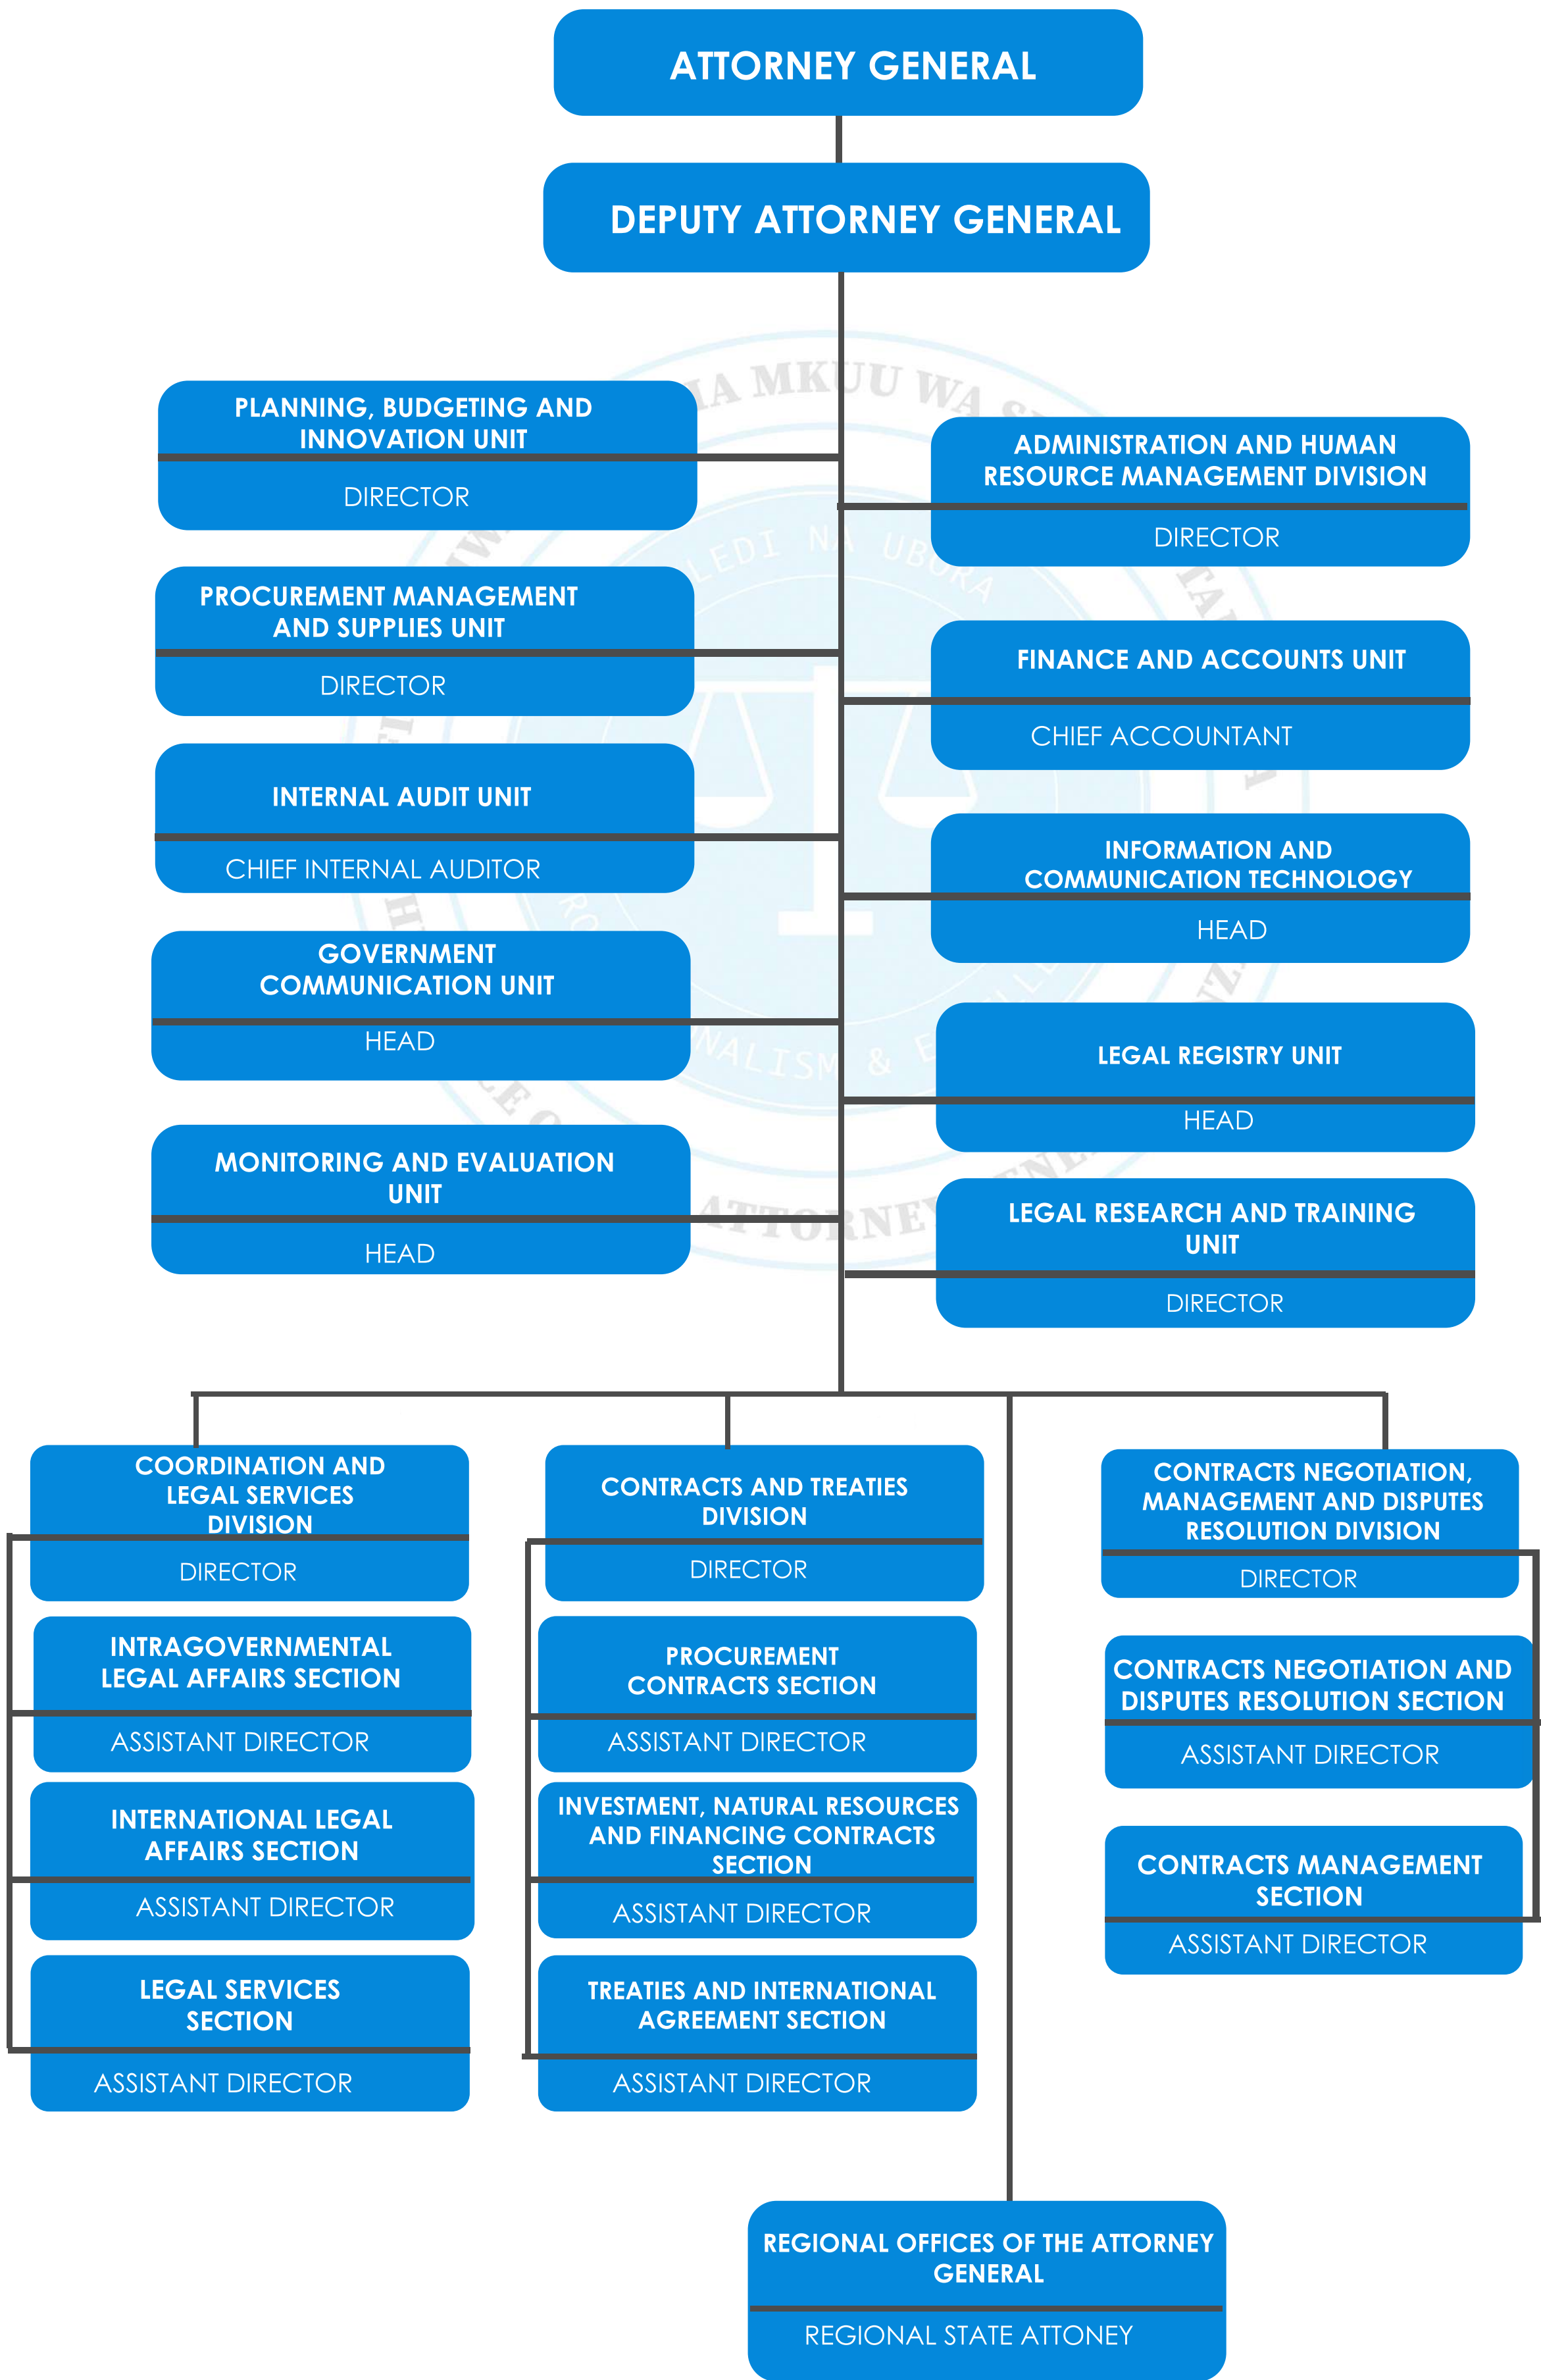 ATTORNEY GENERAL
DEPUTY ATTORNEY GENERAL
PLANNING, BUDGETING AND
INNOVATION UNIT
DIRECTOR
ADMINISTRATION AND HUMAN
RESOURCE MANAGEMENT DIVISION
DIRECTOR
PROCUREMENT MANAGEMENT
AND SUPPLIES UNIT
DIRECTOR
FINANCE AND ACCOUNTS UNIT
CHIEF ACCOUNTANT
INTERNAL AUDIT UNIT
CHIEF INTERNAL AUDITOR
INFORMATION AND
COMMUNICATION TECHNOLOGY
HEAD
GOVERNMENT
COMMUNICATION UNIT
HEAD
LEGAL REGISTRY UNIT
HEAD
MONITORING AND EVALUATION
UNIT
HEAD
LEGAL RESEARCH AND TRAINING
UNIT
DIRECTOR
MKUU WA
NA
&
COORDINATION AND
LEGAL SERVICES
DIVISION
DIRECTOR
INTRAGOVERNMENTAL
LEGAL AFFAIRS SECTION
ASSISTANT DIRECTOR
INTERNATIONAL LEGAL
AFFAIRS SECTION
ASSISTANT DIRECTOR
LEGAL SERVICES
SECTION
ASSISTANT DIRECTOR
CONTRACTS AND TREATIES
DIVISION
DIRECTOR
PROCUREMENT
CONTRACTS SECTION
ASSISTANT DIRECTOR
INVESTMENT, NATURAL RESOURCES
AND FINANCING CONTRACTS
SECTION
ASSISTANT DIRECTOR
TREATIES AND INTERNATIONAL
AGREEMENT SECTION
ASSISTANT DIRECTOR
CONTRACTS NEGOTIATION,
MANAGEMENT AND DISPUTES
RESOLUTION DIVISION
DIRECTOR
CONTRACTS NEGOTIATION AND
DISPUTES RESOLUTION SECTION
ASSISTANT DIRECTOR
CONTRACTS MANAGEMENT
SECTION
ASSISTANT DIRECTOR
REGIONAL OFFICES OF THE ATTORNEY
GENERAL
REGIONAL STATE ATTONEY